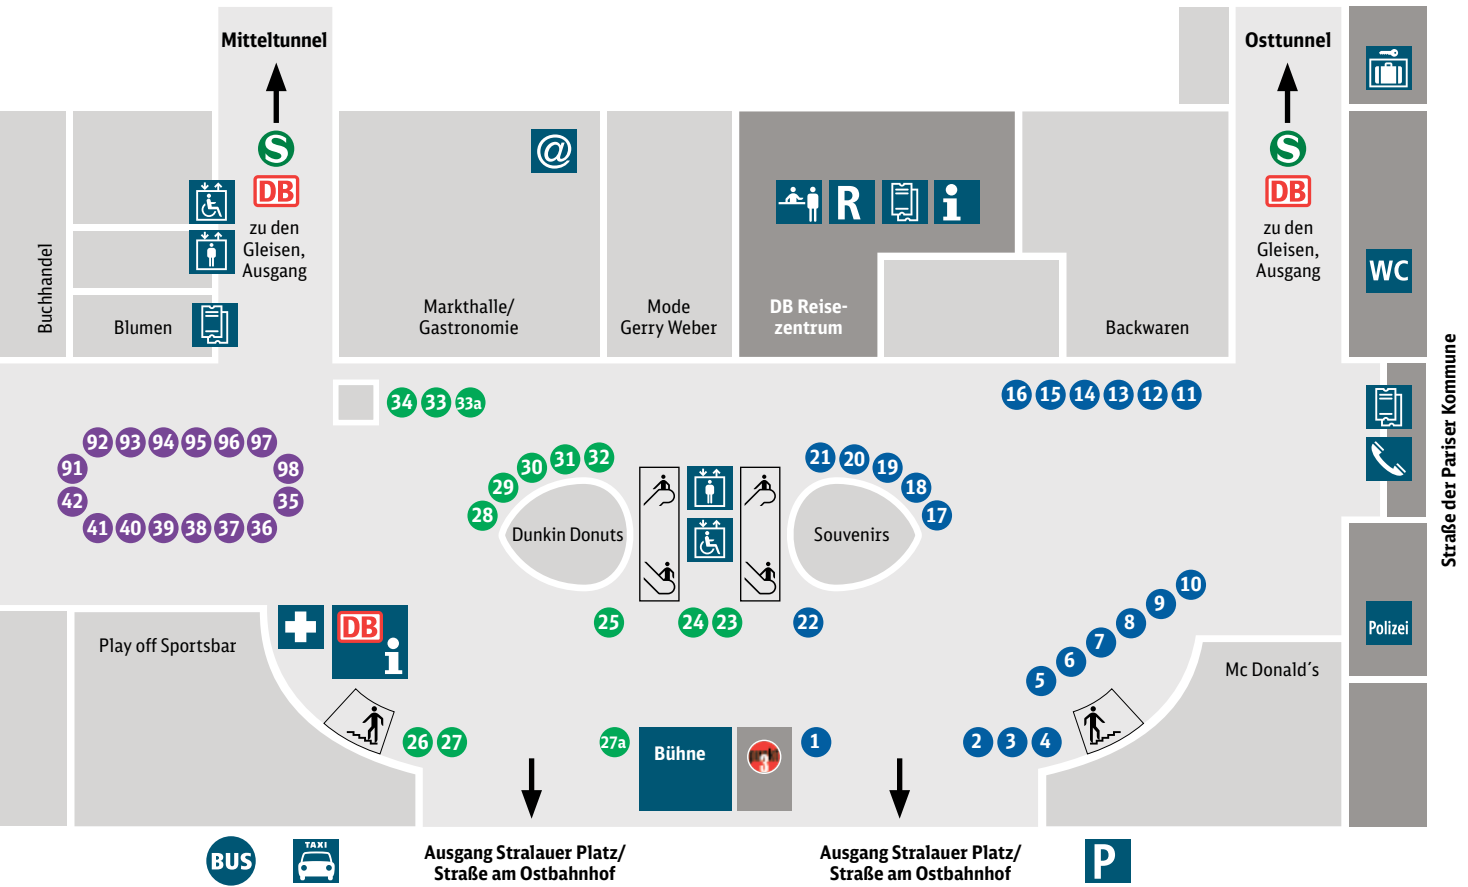 Mitteltunnel
Osttunnel
S
DB
zu den
Gleisen,
Ausgang
S
DB
zu den
Gleisen,
Ausgang
@
R
i
WC
Buchhandel
Blumen
Markthalle/
Gastronomie
Mode
Gerry Weber
DB Reise-
zentrum
Backwaren
Straße der Pariser Kommune
34 33 33a
16 15 14 13 12 11
92 93 94 95 96 97
91 98
42 35
41 40 39 38 37 36
28 29 30 31 32
21 20 19 18 17
Dunkin Donuts
Souvenirs
25 24 23 22
10
9
8
7
6
5
Polizei
Play off Sportsbar
DB
i
Mc Donald´s
26 27
27a
Bühne
3
1
2 3 4
BUS
TAXI
Ausgang Stralauer Platz/
Straße am Ostbahnhof
Ausgang Stralauer Platz/
Straße am Ostbahnhof
P